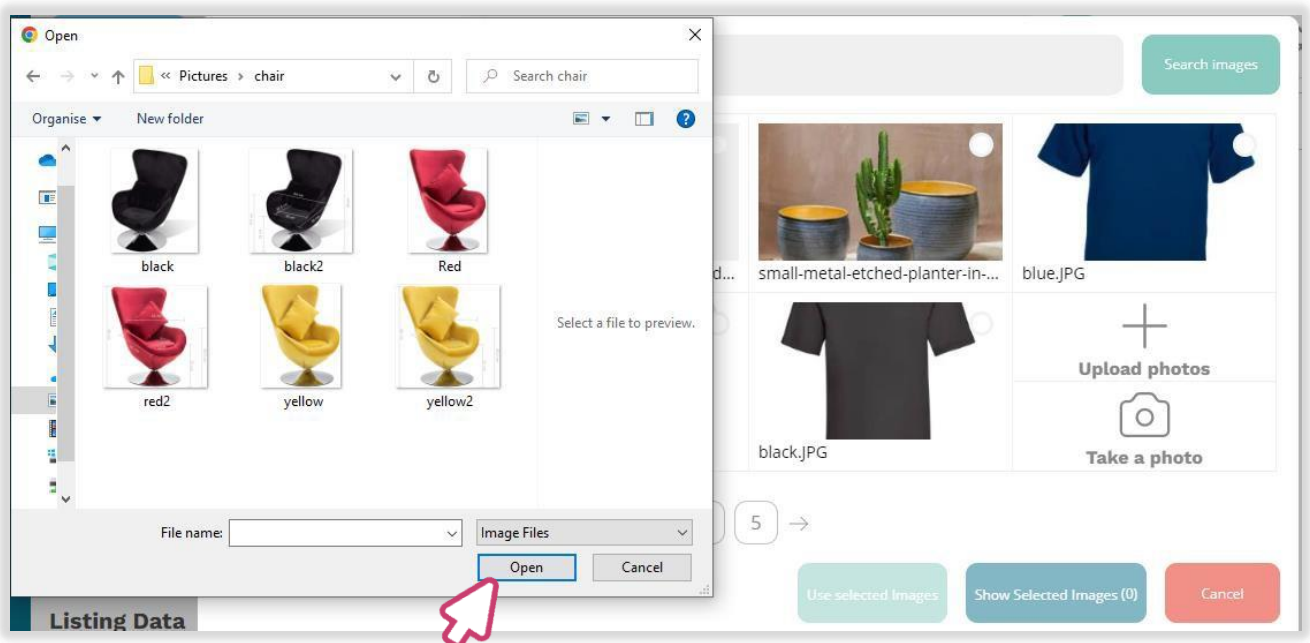 Open
« Pictures > chair
Search chair
Search images
Organise
New folder
black
black2
Red
red2
yellow
yellow2
Select a file to preview.
d...
small-metal-etched-planter-in-...
blue.JPG
black.JPG
Upload photos
Take a photo
File name:
Image Files
Open
Cancel
5
Use selected Images
Show Selected Images (0)
Cancel
Listing Data